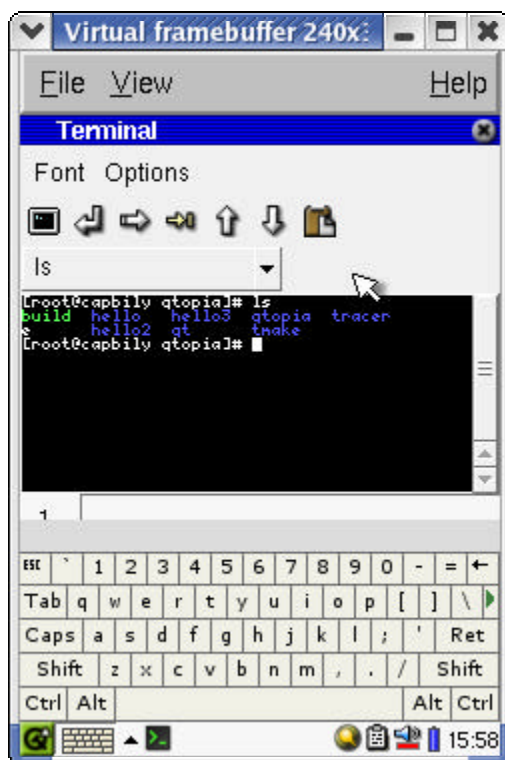 Virtual framebuffer 240x
File View Help
Terminal
Font Options
ls
[root@capbily qtopia]# ls
build hello hello3 qtopia tracer
e hello2 qt tmake
[root@capbily qtopia]#
1
ESC ` 1 2 3 4 5 6 7 8 9 0 - = ←
Tab q w e r t y u i o p [ ] \
Caps a s d f g h j k l ; ' Ret
Shift z x c v b n m , . / Shift
Ctrl Alt Alt Ctrl
15:58